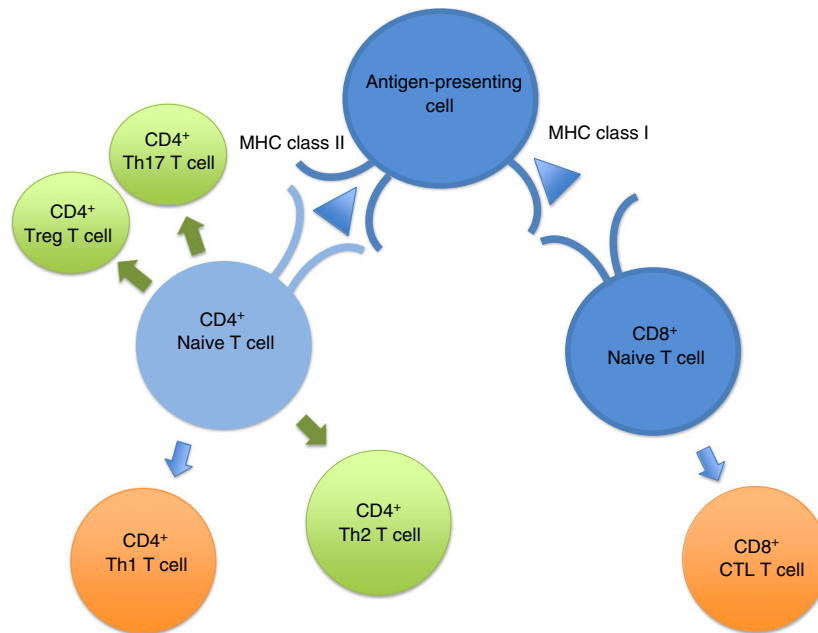 Antigen-presenting
cell
MHC class II
MHC class I
CD4⁺
Th17 T cell
CD4⁺
Treg T cell
CD4⁺
Naive T cell
CD8⁺
Naive T cell
CD4⁺
Th1 T cell
CD4⁺
Th2 T cell
CD8⁺
CTL T cell